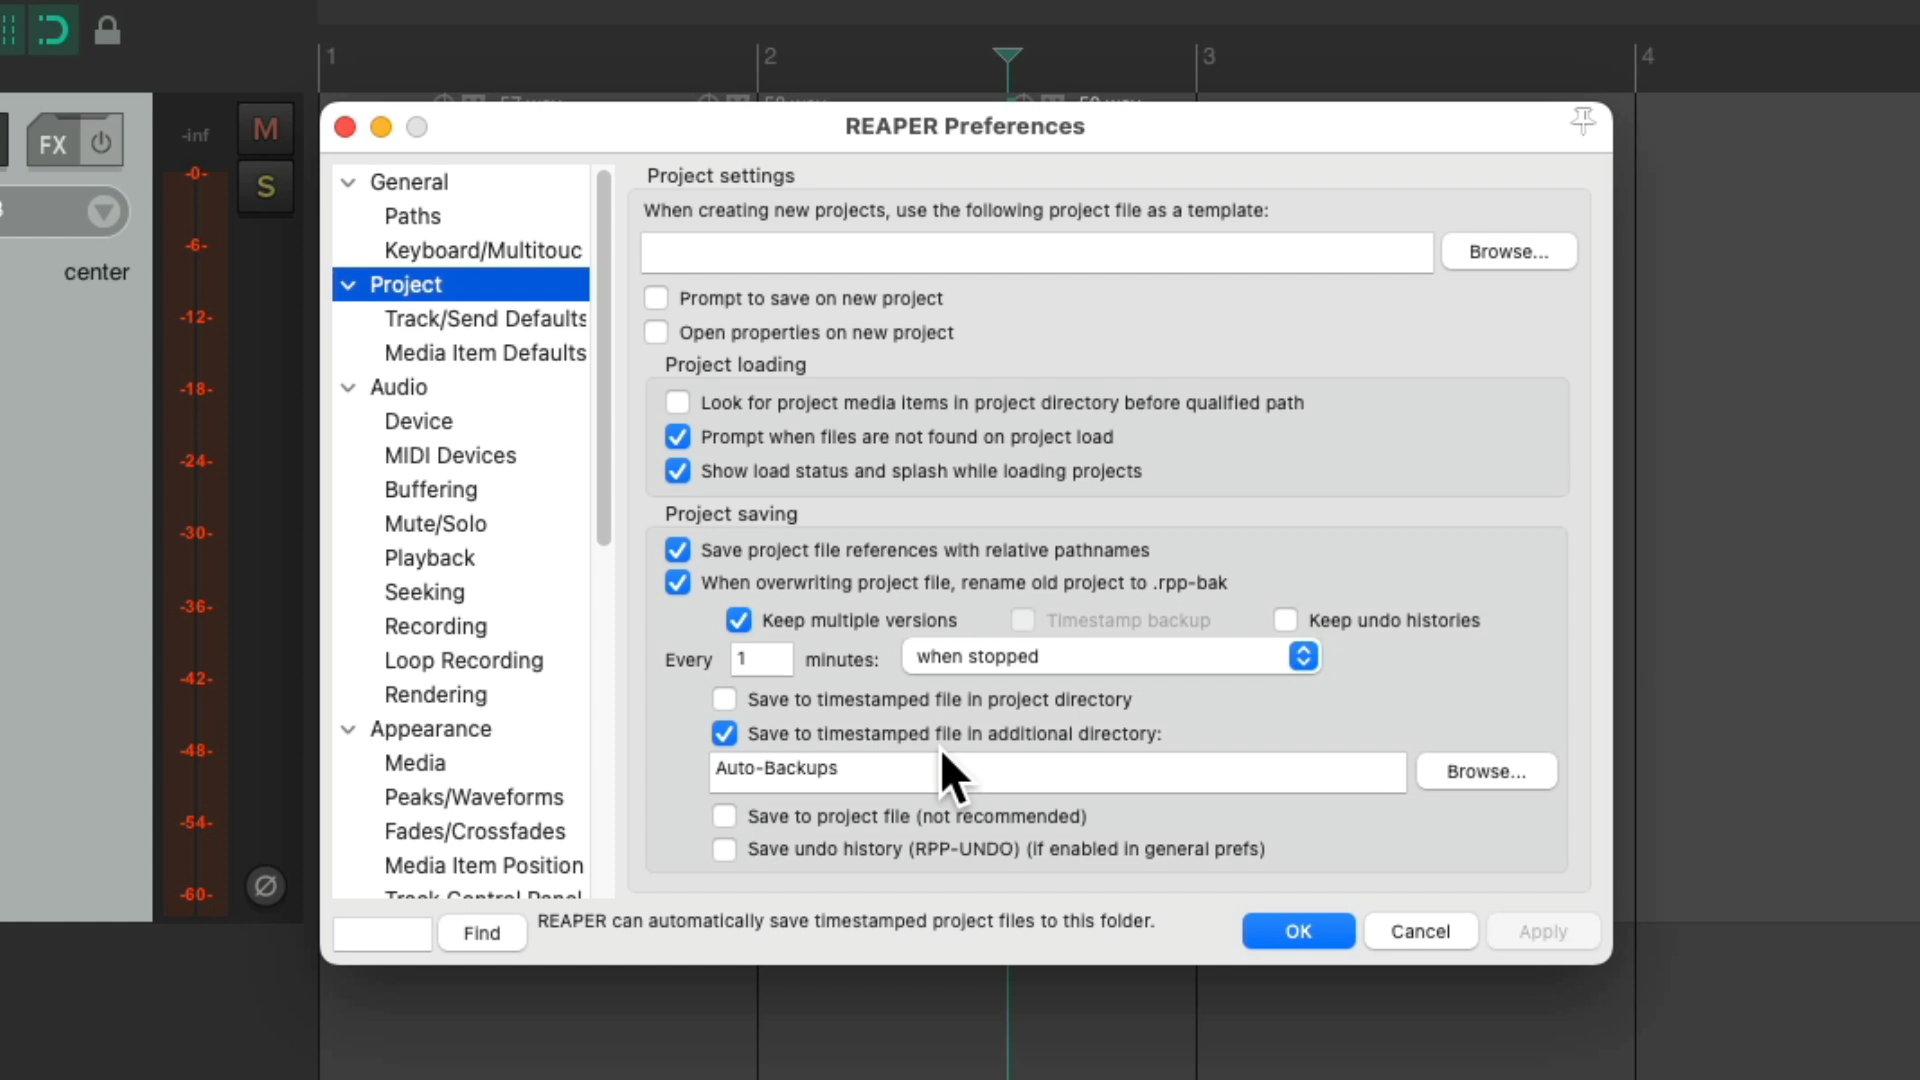 1
2
3
4
57.wav
58.wav
59.wav
FX
-inf
M
S
center
-0-
-6-
-12-
-18-
-24-
-30-
-36-
-42-
-48-
-54-
-60-
REAPER Preferences
General
Paths
Keyboard/Multitouc
Project
Track/Send Defaults
Media Item Defaults
Audio
Device
MIDI Devices
Buffering
Mute/Solo
Playback
Seeking
Recording
Loop Recording
Rendering
Appearance
Media
Peaks/Waveforms
Fades/Crossfades
Media Item Position
Track Control Panel
Project settings
When creating new projects, use the following project file as a template:
Browse...
Prompt to save on new project
Open properties on new project
Project loading
Look for project media items in project directory before qualified path
Prompt when files are not found on project load
Show load status and splash while loading projects
Project saving
Save project file references with relative pathnames
When overwriting project file, rename old project to .rpp-bak
Keep multiple versions Timestamp backup Keep undo histories
Every 1 minutes: when stopped
Save to timestamped file in project directory
Save to timestamped file in additional directory:
Auto-Backups
Browse...
Save to project file (not recommended)
Save undo history (RPP-UNDO) (if enabled in general prefs)
Find
REAPER can automatically save timestamped project files to this folder.
OK
Cancel
Apply